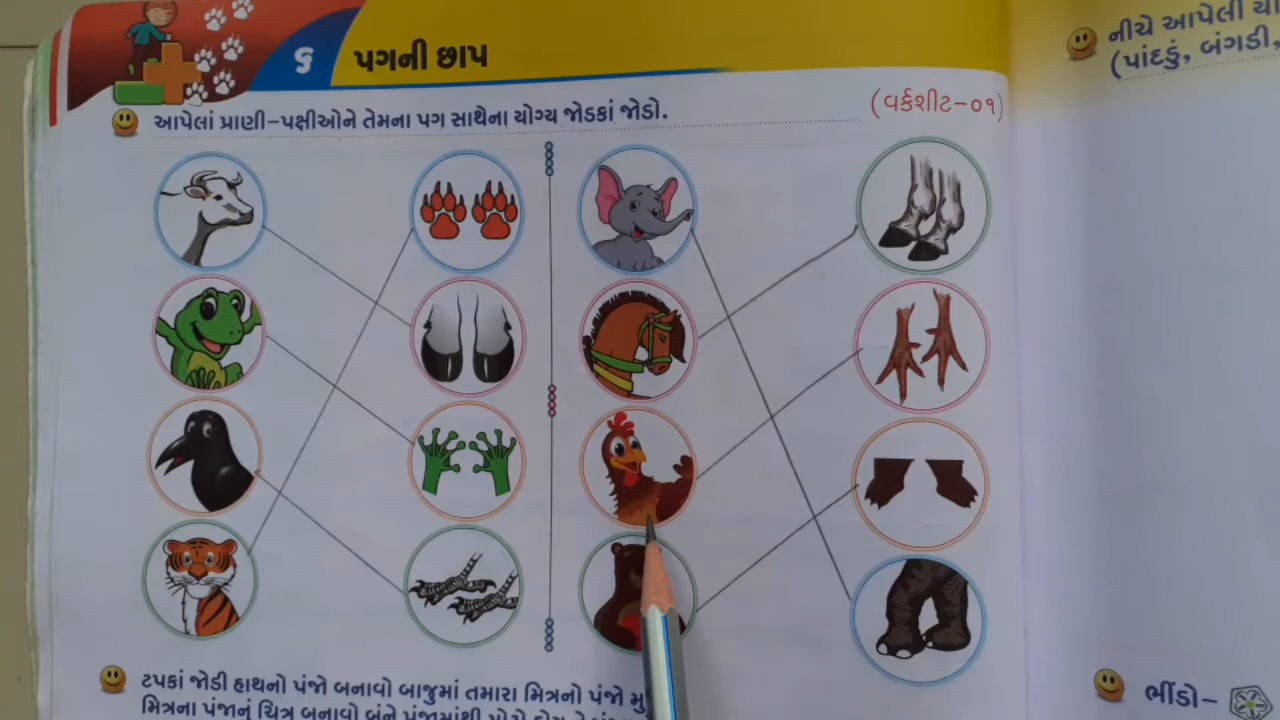 ૬ પગની છાપ
આપેલાં પ્રાણી-પક્ષીઓને તેમના પગ સાથેના યોગ્ય જોડકાં જોડો. (વર્કશીટ-૦૧)
ટપકાં જોડી હાથનો પંજો બનાવો બાજુમાં તમારા મિત્રનો પંજો
મિત્રના પંજાનું ચિત્ર બનાવો બંને પંજામાંથી
નીચે આપેલી
(પાંદડું, બંગડી,
ભીંડો-